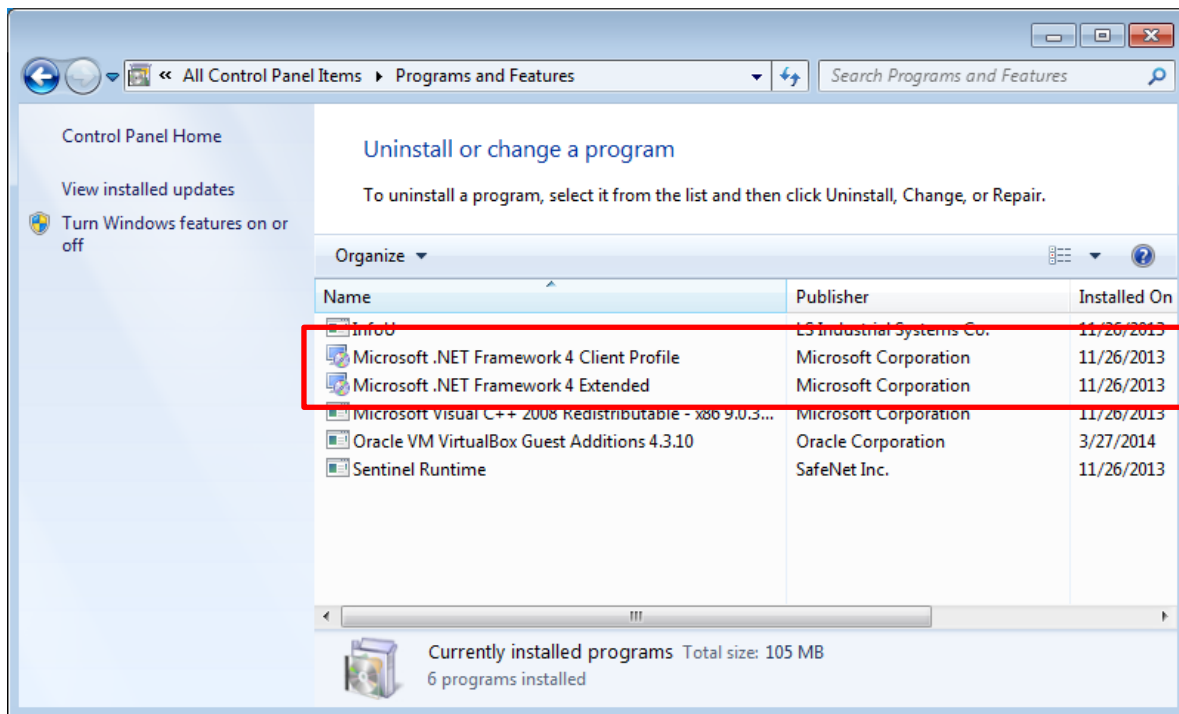 « All Control Panel Items ▸ Programs and Features
Search Programs and Features
Control Panel Home
View installed updates
Turn Windows features on or
off
Uninstall or change a program
To uninstall a program, select it from the list and then click Uninstall, Change, or Repair.
Organize
Name Publisher Installed On
InfoU LS Industrial Systems Co. 11/26/2013
Microsoft .NET Framework 4 Client Profile Microsoft Corporation 11/26/2013
Microsoft .NET Framework 4 Extended Microsoft Corporation 11/26/2013
Microsoft Visual C++ 2008 Redistributable - x86 9.0.3... Microsoft Corporation 11/26/2013
Oracle VM VirtualBox Guest Additions 4.3.10 Oracle Corporation 3/27/2014
Sentinel Runtime SafeNet Inc. 11/26/2013
Currently installed programs Total size: 105 MB
6 programs installed